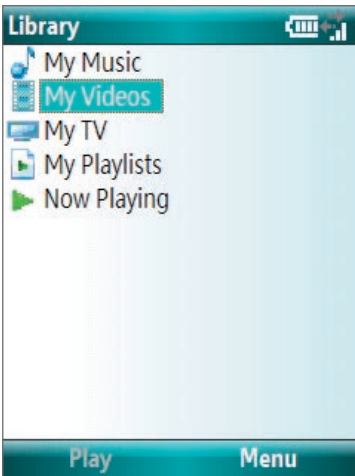 Library
My Music
My Videos
My TV
My Playlists
Now Playing
Play Menu